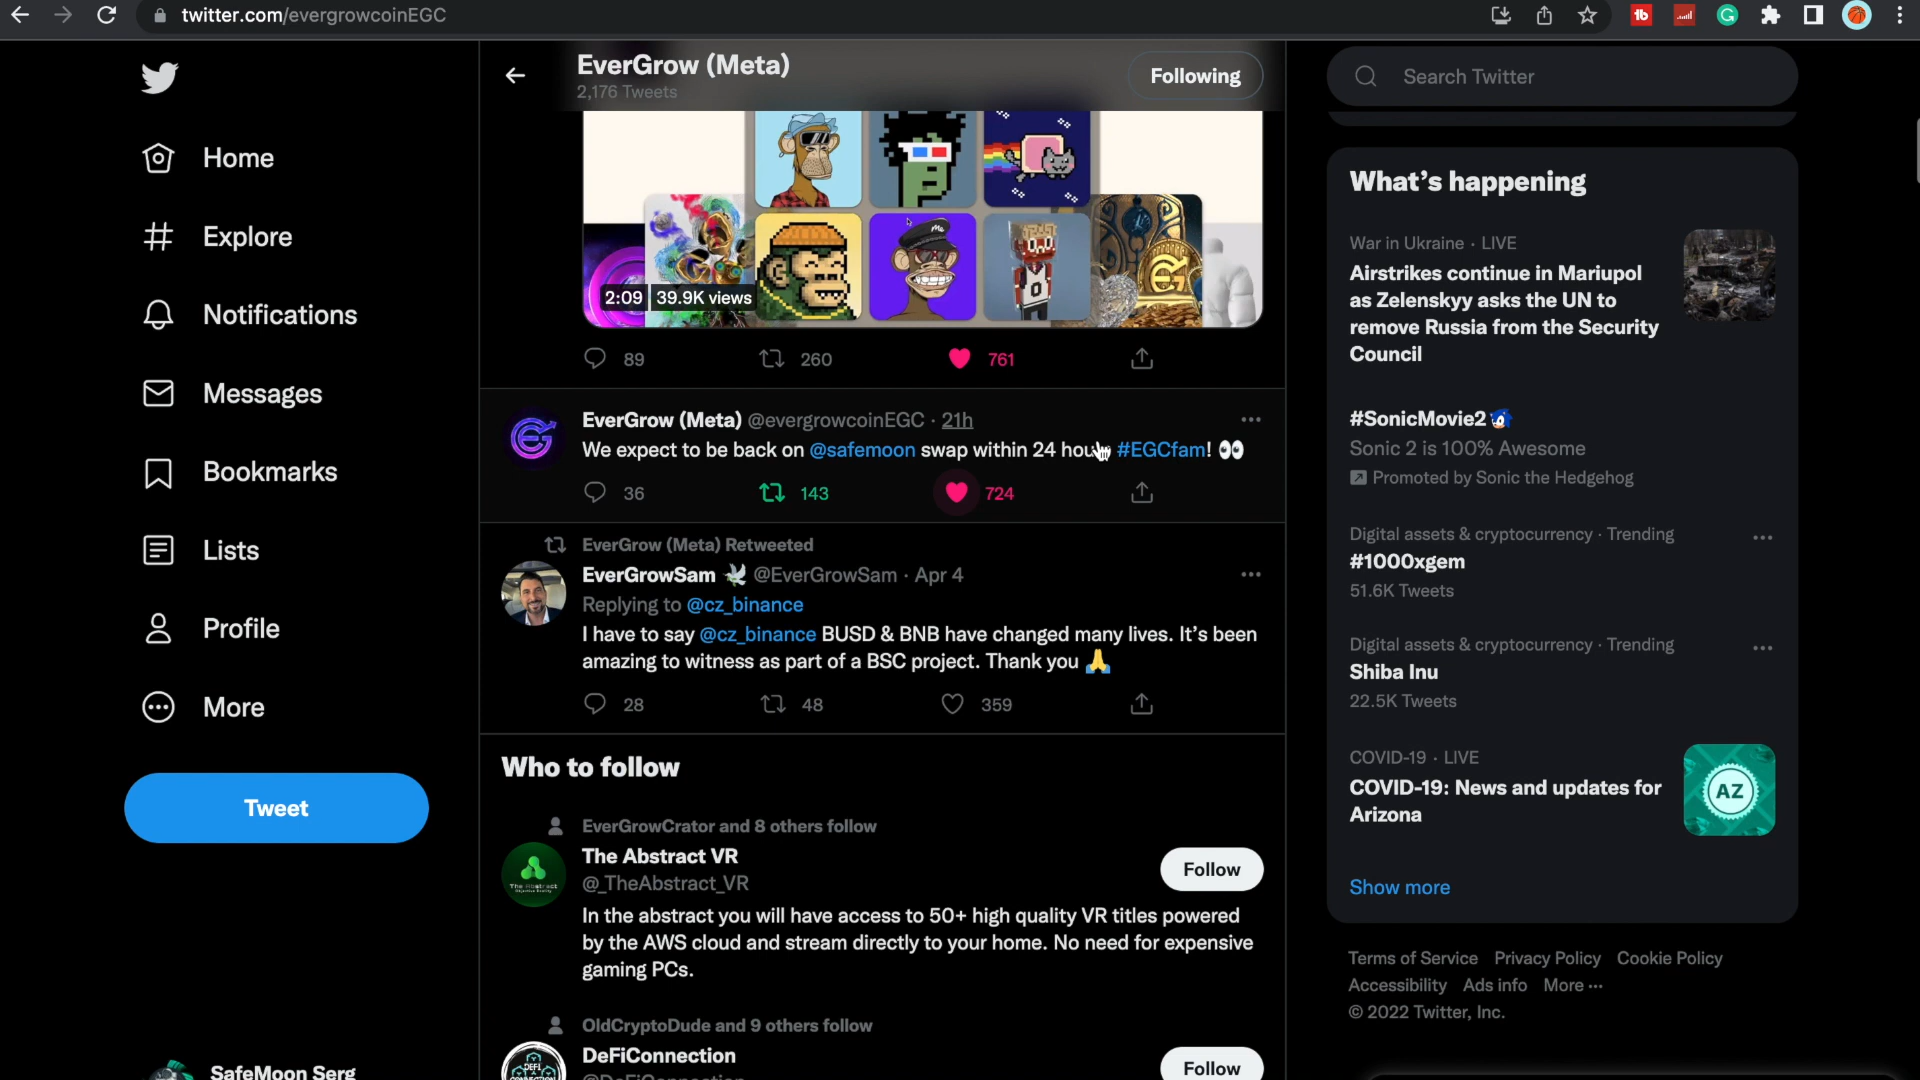 twitter.com/evergrowcoinEGC
EverGrow (Meta)
2,176 Tweets
Following
Search Twitter
Home
Explore
Notifications
Messages
Bookmarks
Lists
Profile
More
Tweet
SafeMoon Serg
Me
0
2:09 39.9K views
89 260 761
EverGrow (Meta) @evergrowcoinEGC · 21h
We expect to be back on @safemoon swap within 24 #EGCfam! 👀
36 143 724
EverGrow (Meta) Retweeted
EverGrowSam 🕊 @EverGrowSam · Apr 4
Replying to @cz_binance
I have to say @cz_binance BUSD & BNB have changed many lives. It’s been
amazing to witness as part of a BSC project. Thank you 🙏
28 48 359
Who to follow
EverGrowCrator and 8 others follow
The Abstract VR
@_TheAbstract_VR
Follow
In the abstract you will have access to 50+ high quality VR titles powered
by the AWS cloud and stream directly to your home. No need for expensive
gaming PCs.
OldCryptoDude and 9 others follow
DeFiConnection
@DeFiConnection
Follow
What’s happening
War in Ukraine · LIVE
Airstrikes continue in Mariupol
as Zelenskyy asks the UN to
remove Russia from the Security
Council
#SonicMovie2
Sonic 2 is 100% Awesome
Promoted by Sonic the Hedgehog
Digital assets & cryptocurrency · Trending
#1000xgem
51.6K Tweets
Digital assets & cryptocurrency · Trending
Shiba Inu
22.5K Tweets
COVID-19 · LIVE
COVID-19: News and updates for
Arizona
AZ
Show more
Terms of Service Privacy Policy Cookie Policy
Accessibility Ads info More ···
© 2022 Twitter, Inc.